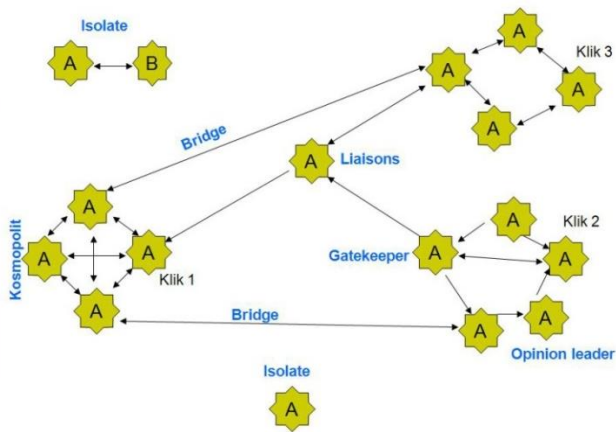 Isolate
A
B
A
A
Klik 3
A
A
Bridge
A
Liaisons
Kosmopolit
A
A
A
A
Klik 1
Gatekeeper
A
A
Klik 2
A
A
A
Opinion leader
Bridge
Isolate
A